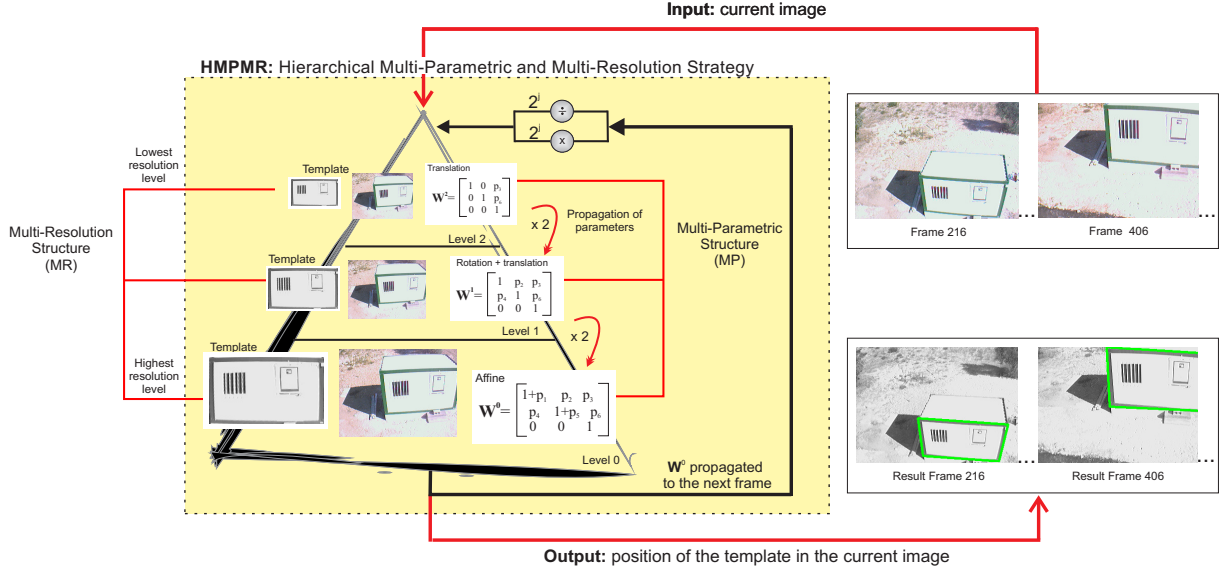 Input: current image
HMPMR: Hierarchical Multi-Parametric and Multi-Resolution Strategy
2^j
÷
2^j
x
Lowest
resolution
level
Template
Translation
W²= [1 0 p₃
0 1 p₆
0 0 1]
x 2
Propagation of
parameters
Level 2
Multi-Resolution
Structure
(MR)
Multi-Parametric
Structure
(MP)
Template
Rotation + translation
W¹= [1 p₂ p₃
p₄ 1 p₆
0 0 1]
Level 1
x 2
Highest
resolution
level
Template
Affine
W⁰= [1+p₁ p₂ p₃
p₄ 1+p₅ p₆
0 0 1]
Level 0
W⁰ propagated
to the next frame
... ...
Frame 216
Frame 406
... ...
Result Frame 216
Result Frame 406
Output: position of the template in the current image